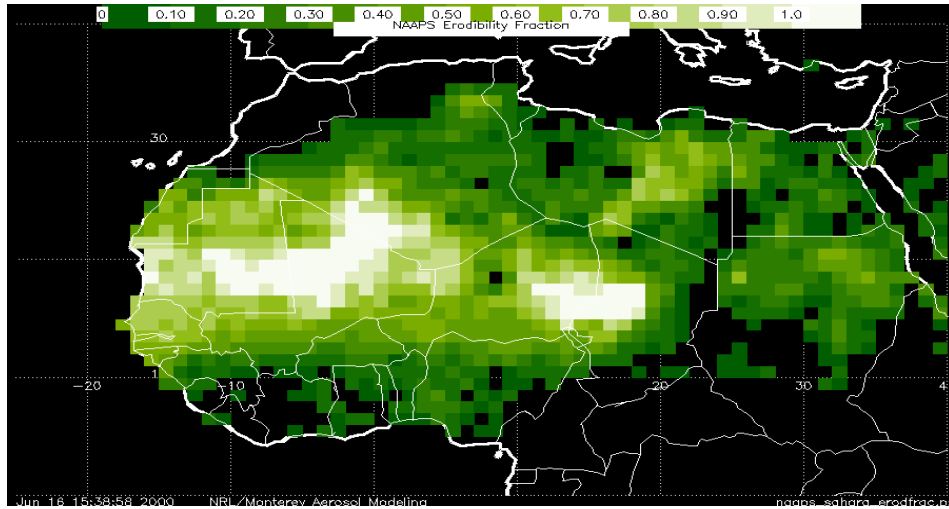 0 0.10 0.20 0.30 0.40 0.50 0.60 0.70 0.80 0.90 1.0
NAAPS Erodibility Fraction
30
-20 -10 20 30
Jun 16 15:38:58 2000 NRL/Monterey Aerosol Modeling naaps_sahara_erodfrac.p